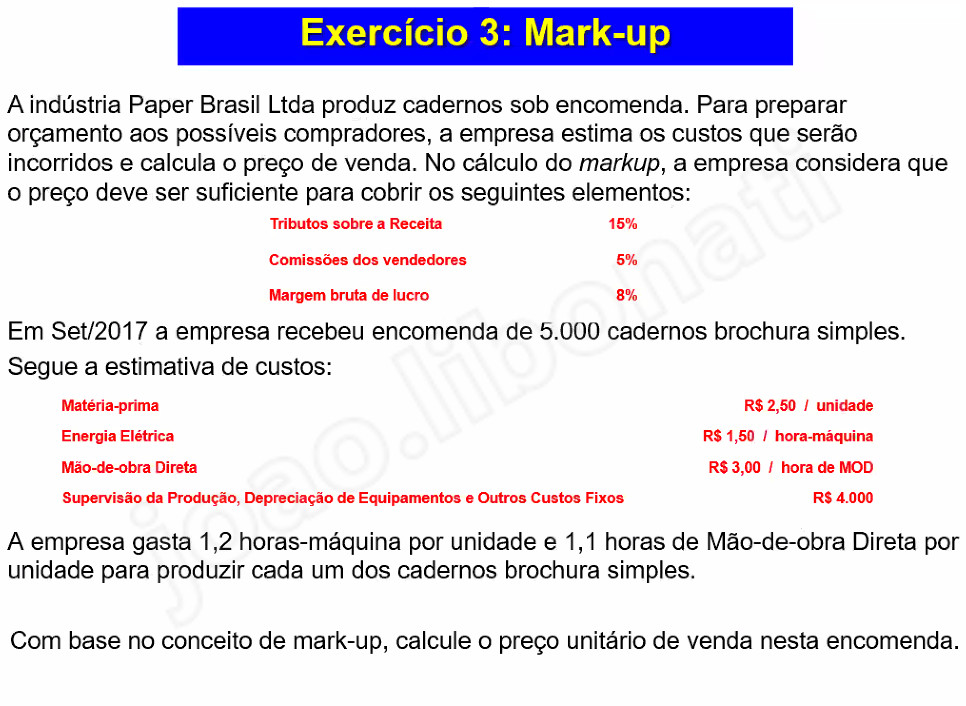 Exercício 3: Mark-up
A indústria Paper Brasil Ltda produz cadernos sob encomenda. Para preparar
orçamento aos possíveis compradores, a empresa estima os custos que serão
incorridos e calcula o preço de venda. No cálculo do markup, a empresa considera que
o preço deve ser suficiente para cobrir os seguintes elementos:
Tributos sobre a Receita 15%
Comissões dos vendedores 5%
Margem bruta de lucro 8%
Em Set/2017 a empresa recebeu encomenda de 5.000 cadernos brochura simples.
Segue a estimativa de custos:
Matéria-prima R$ 2,50 / unidade
Energia Elétrica R$ 1,50 / hora-máquina
Mão-de-obra Direta R$ 3,00 / hora de MOD
Supervisão da Produção, Depreciação de Equipamentos e Outros Custos Fixos R$ 4.000
A empresa gasta 1,2 horas-máquina por unidade e 1,1 horas de Mão-de-obra Direta por
unidade para produzir cada um dos cadernos brochura simples.
Com base no conceito de mark-up, calcule o preço unitário de venda nesta encomenda.
joao.libonati